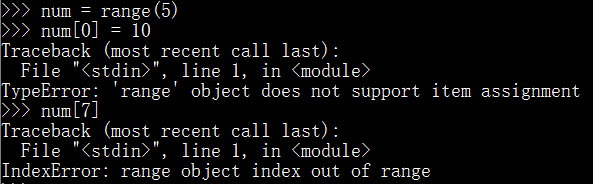 >>> num = range(5)
>>> num[0] = 10
Traceback (most recent call last):
  File "<stdin>", line 1, in <module>
TypeError: 'range' object does not support item assignment
>>> num[7]
Traceback (most recent call last):
  File "<stdin>", line 1, in <module>
IndexError: range object index out of range